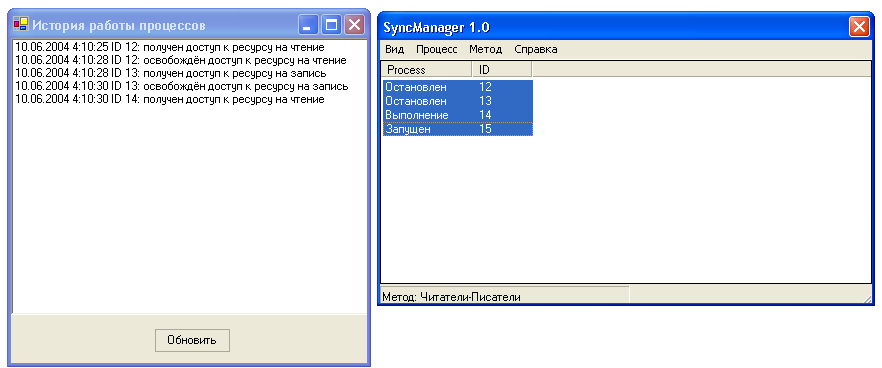 История работы процессов
10.06.2004 4:10:25 ID 12: получен доступ к ресурсу на чтение
10.06.2004 4:10:28 ID 12: освобождён доступ к ресурсу на чтение
10.06.2004 4:10:28 ID 13: получен доступ к ресурсу на запись
10.06.2004 4:10:30 ID 13: освобождён доступ к ресурсу на запись
10.06.2004 4:10:30 ID 14: получен доступ к ресурсу на чтение
Обновить
SyncManager 1.0
Вид Процесс Метод Справка
Process ID
Остановлен 12
Остановлен 13
Выполнение 14
Запущен 15
Метод: Читатели-Писатели